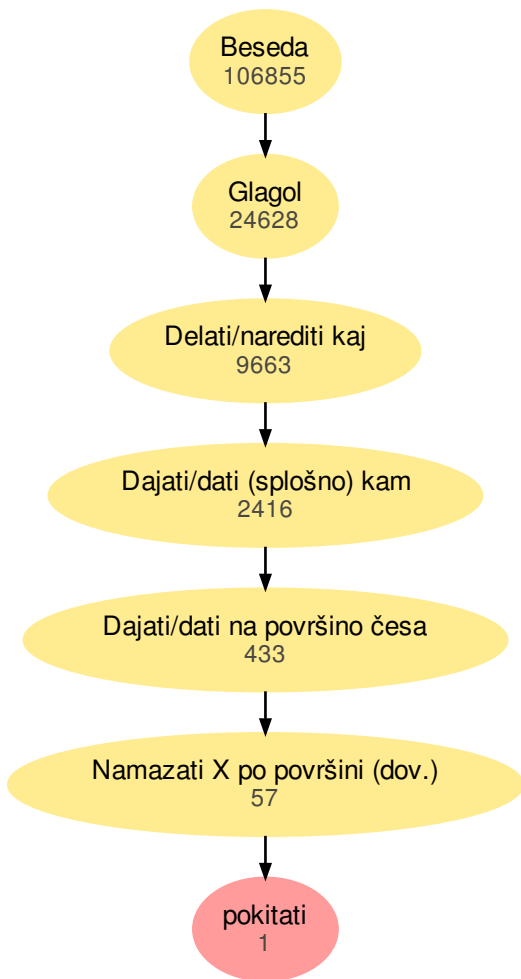 Beseda
106855
Glagol
24628
Delati/narediti kaj
9663
Dajati/dati (splošno) kam
2416
Dajati/dati na površino česa
433
Namazati X po površini (dov.)
57
pokitati
1